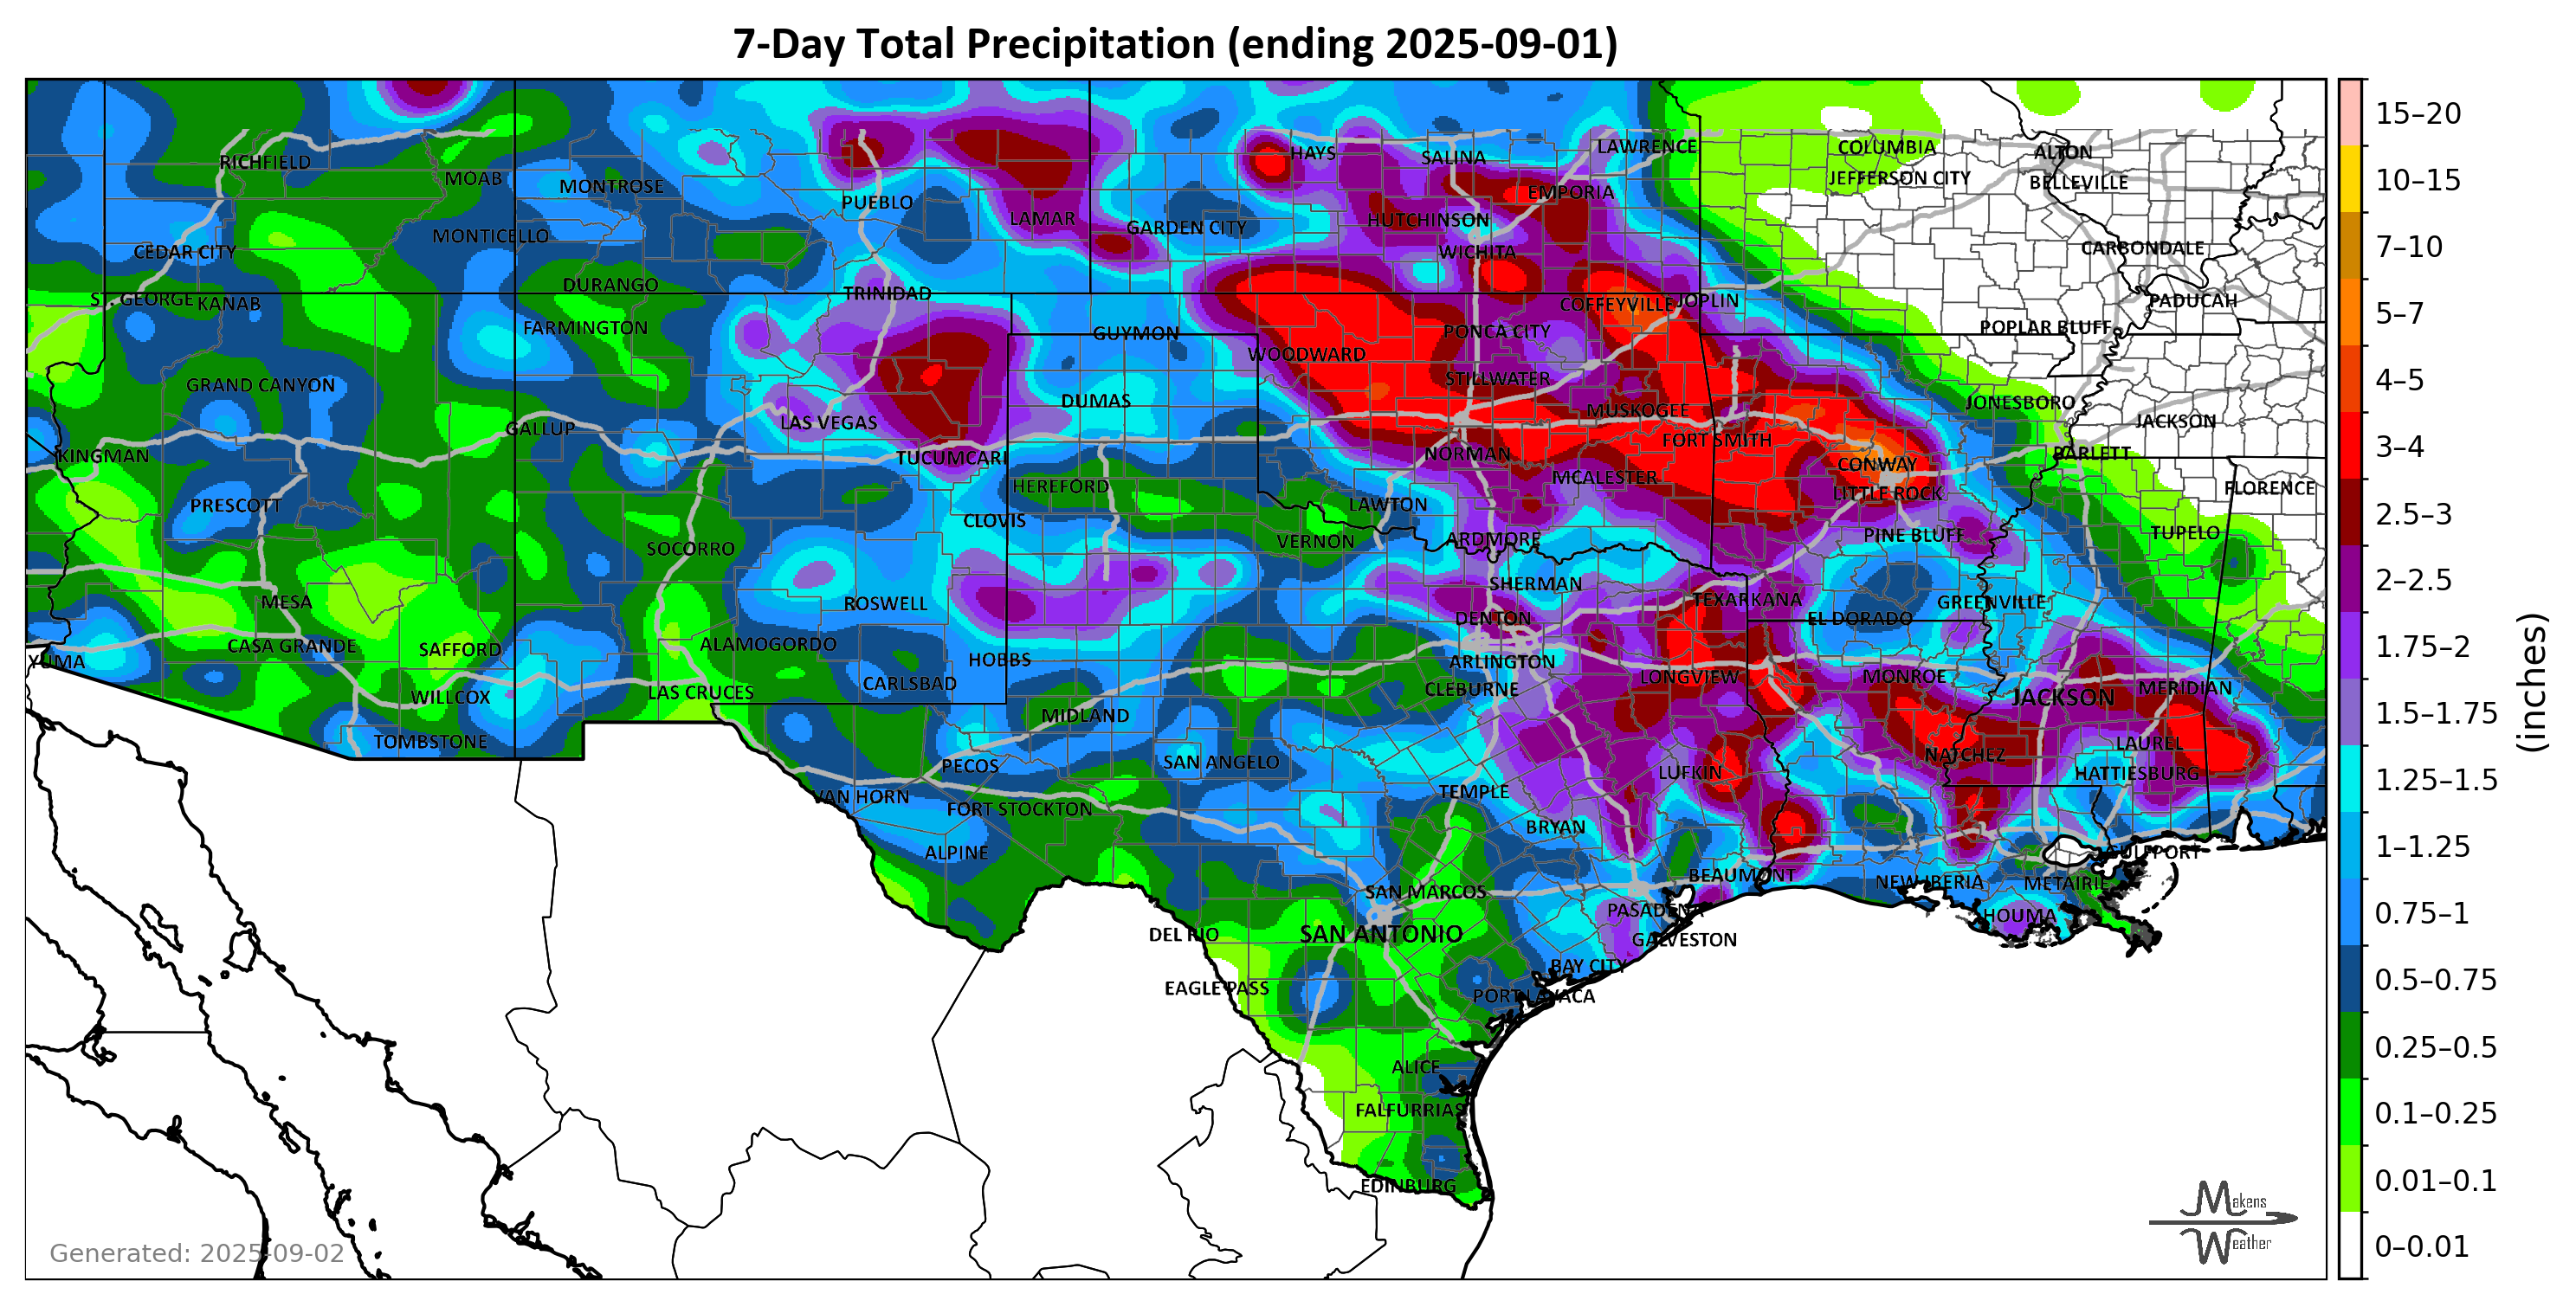 7-Day Total Precipitation (ending 2025-09-01)
RICHFIELD
MOAB
MONTROSE
PUEBLO
LAMAR
HAYS
SALINA
LAWRENCE
COLUMBIA
ALTON
JEFFERSON CITY
BELLEVILLE
EMPORIA
HUTCHINSON
GARDEN CITY
WICHITA
MONTICELLO
CEDAR CITY
CARBONDALE
DURANGO
TRINIDAD
ST GEORGE
KANAB
COFFEYVILLE
JOPLIN
PADUCAH
FARMINGTON
GUYMON
PONCA CITY
POPLAR BLUFF
WOODWARD
GRAND CANYON
STILLWATER
DUMAS
MUSKOGEE
JONESBORO
LAS VEGAS
GALLUP
JACKSON
KINGMAN
TUCUMCARI
NORMAN
FORT SMITH
BARLETT
CONWAY
MCALESTER
HEREFORD
LITTLE ROCK
FLORENCE
PRESCOTT
LAWTON
CLOVIS
TUPELO
PINE BLUFF
VERNON
ARDMORE
SOCORRO
SHERMAN
MESA
ROSWELL
TEXARKANA
GREENVILLE
DENTON
EL DORADO
CASA GRANDE
SAFFORD
ALAMOGORDO
YUMA
HOBBS
ARLINGTON
LONGVIEW
MONROE
CARLSBAD
CLEBURNE
LAS CRUCES
WILLCOX
JACKSON
MERIDIAN
MIDLAND
TOMBSTONE
LAUREL
NATCHEZ
PECOS
SAN ANGELO
LUFKIN
HATTIESBURG
VAN HORN
FORT STOCKTON
TEMPLE
BRYAN
ALPINE
GULFPORT
BEAUMONT
NEW IBERIA
METAIRIE
SAN MARCOS
PASADENA
HOUMA
DEL RIO
SAN ANTONIO
GALVESTON
BAY CITY
EAGLE PASS
PORT LAVACA
ALICE
FALFURRIAS
EDINBURG
Generated: 2025-09-02
Makens
Weather
15–20
10–15
7–10
5–7
4–5
3–4
2.5–3
2–2.5
1.75–2
1.5–1.75
1.25–1.5
1–1.25
0.75–1
0.5–0.75
0.25–0.5
0.1–0.25
0.01–0.1
0–0.01
(inches)